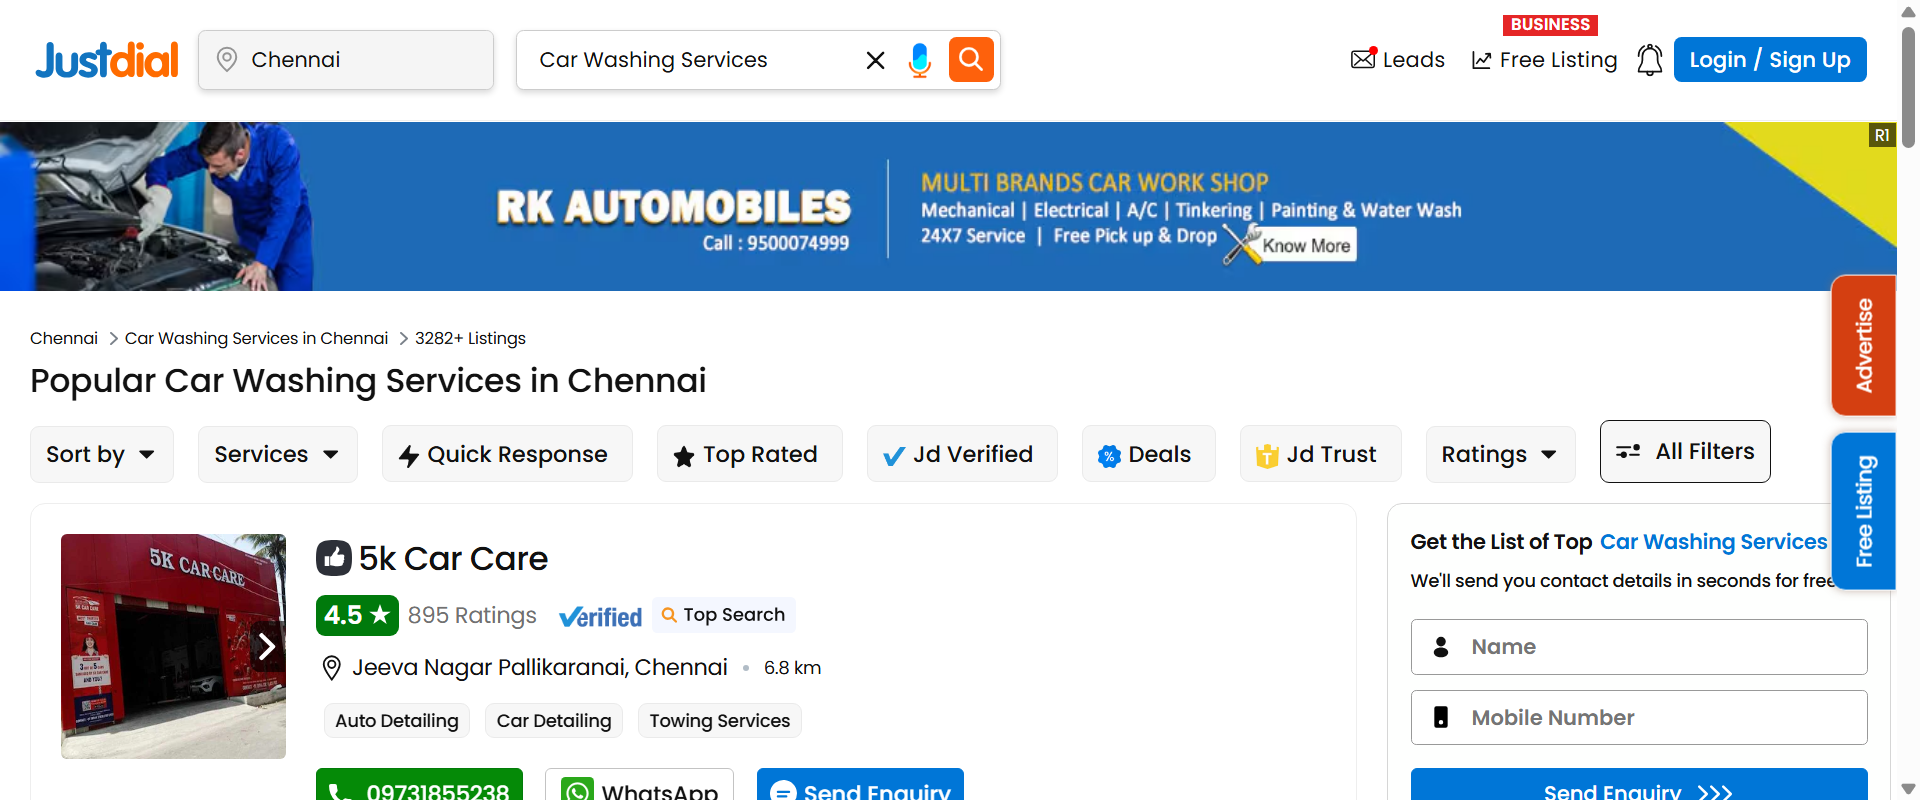 Justdial
Chennai
Car Washing Services
Leads
BUSINESS
Free Listing
Login / Sign Up
R1
RK AUTOMOBILES
Call : 9500074999
MULTI BRANDS CAR WORK SHOP
Mechanical | Electrical | A/C | Tinkering | Painting & Water Wash
24X7 Service | Free Pick up & Drop
Know More
Advertise
Free Listing
Chennai > Car Washing Services in Chennai > 3282+ Listings
Popular Car Washing Services in Chennai
Sort by
Services
Quick Response
Top Rated
Jd Verified
% Deals
T Jd Trust
Ratings
All Filters
5K CAR CARE
5k Car Care
4.5 ★ 895 Ratings Verified Top Search
Jeeva Nagar Pallikaranai, Chennai • 6.8 km
Auto Detailing
Car Detailing
Towing Services
09731855238
WhatsApp
Send Enquiry
Get the List of Top Car Washing Services
We'll send you contact details in seconds for free
Name
Mobile Number
Send Enquiry >>>